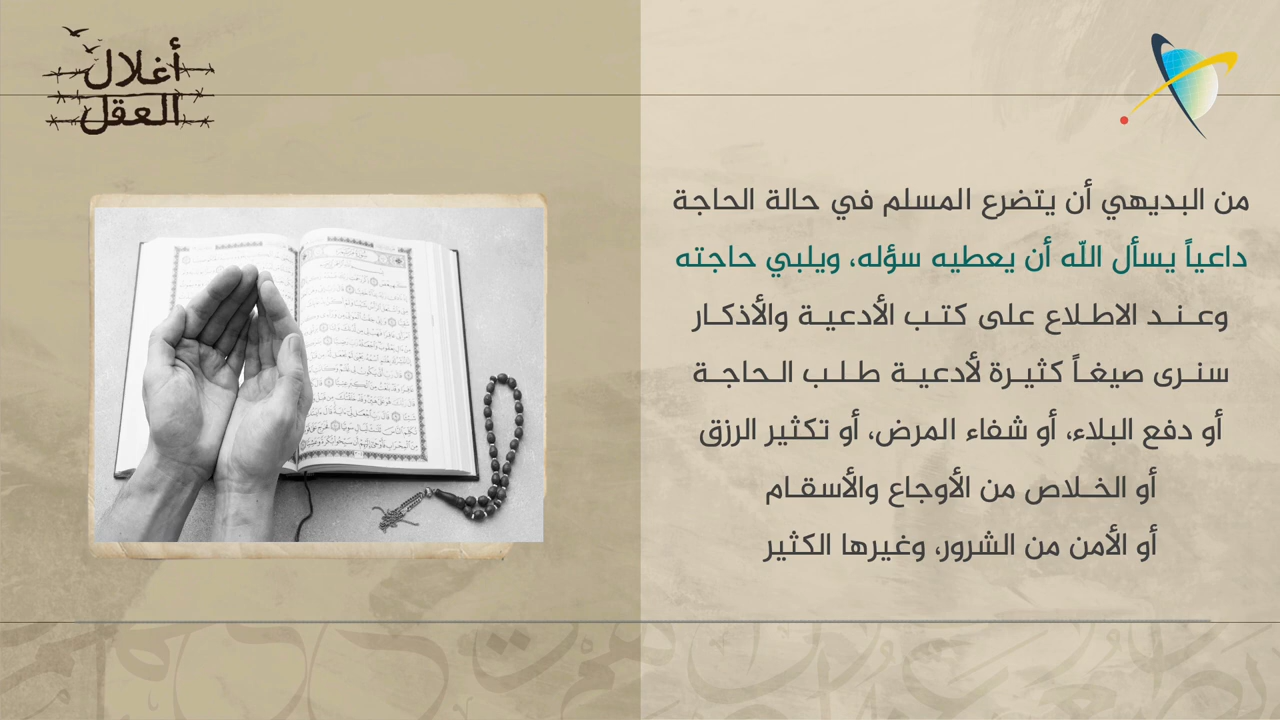 أغلال
العقل
من البديهي أن يتضرع المسلم في حالة الحاجة
داعياً يسأل الله أن يعطيه سؤله، ويلبي حاجته
وعند الاطلاع على كتب الأدعية والأذكار
سنرى صيغاً كثيرة لأدعية طلب الحاجة
أو دفع البلاء، أو شفاء المرض، أو تكثير الرزق
أو الخلاص من الأوجاع والأسقام
أو الأمن من الشرور، وغيرها الكثير